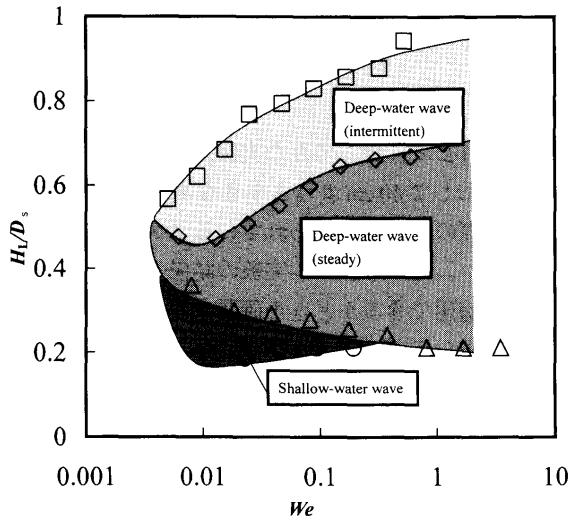 1
0.8
0.6
0.4
0.2
0
H_L/D_s
Deep-water wave
(intermittent)
Deep-water wave
(steady)
Shallow-water wave
0.001
0.01
0.1
1
10
We